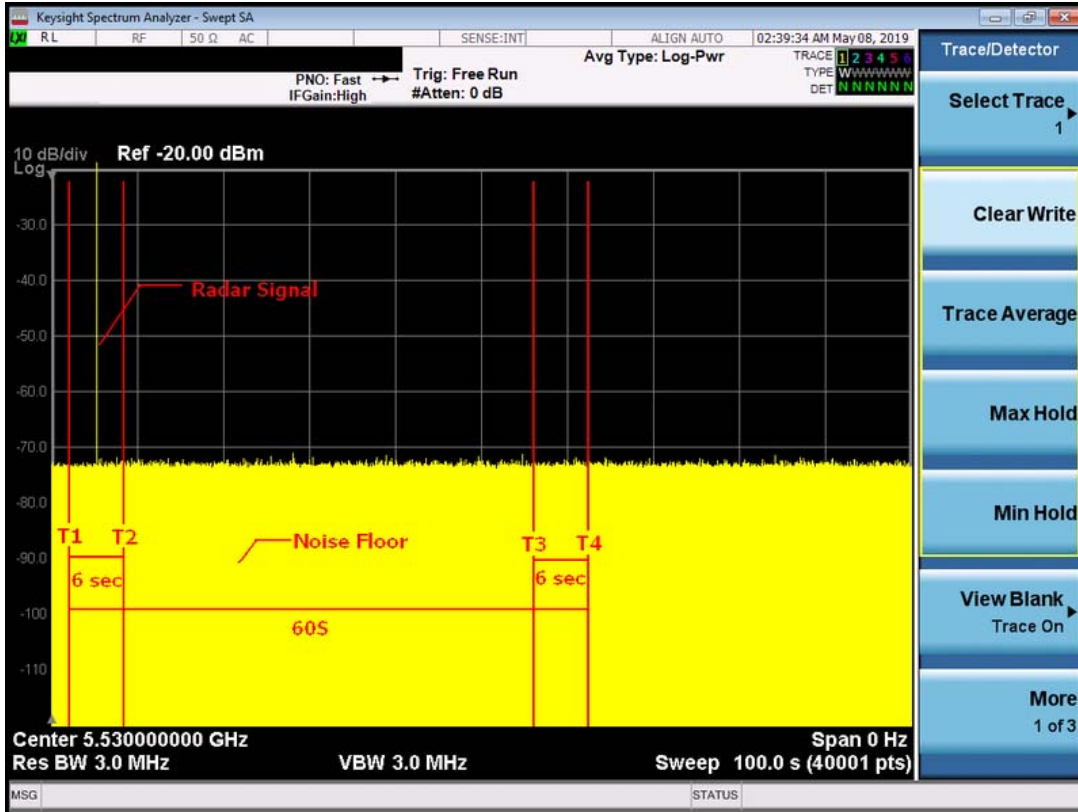 Keysight Spectrum Analyzer - Swept SA
LXI RL RF 50 Ω AC SENSE:INT ALIGN AUTO 02:39:34 AM May 08, 2019
PNO: Fast
IFGain:High
Trig: Free Run
#Atten: 0 dB
Avg Type: Log-Pwr
TRACE 1 2 3 4 5 6
TYPE WWWWWW
DET N N N N N N
10 dB/div Ref -20.00 dBm
Log
-30.0
-40.0
-50.0
-60.0
-70.0
-80.0
-90.0
-100
-110
Radar Signal
T1 T2 Noise Floor T3 T4
6 sec 6 sec
60S
Center 5.530000000 GHz Span 0 Hz
Res BW 3.0 MHz VBW 3.0 MHz Sweep 100.0 s (40001 pts)
MSG STATUS
Trace/Detector
Select Trace
1
Clear Write
Trace Average
Max Hold
Min Hold
View Blank
Trace On
More
1 of 3